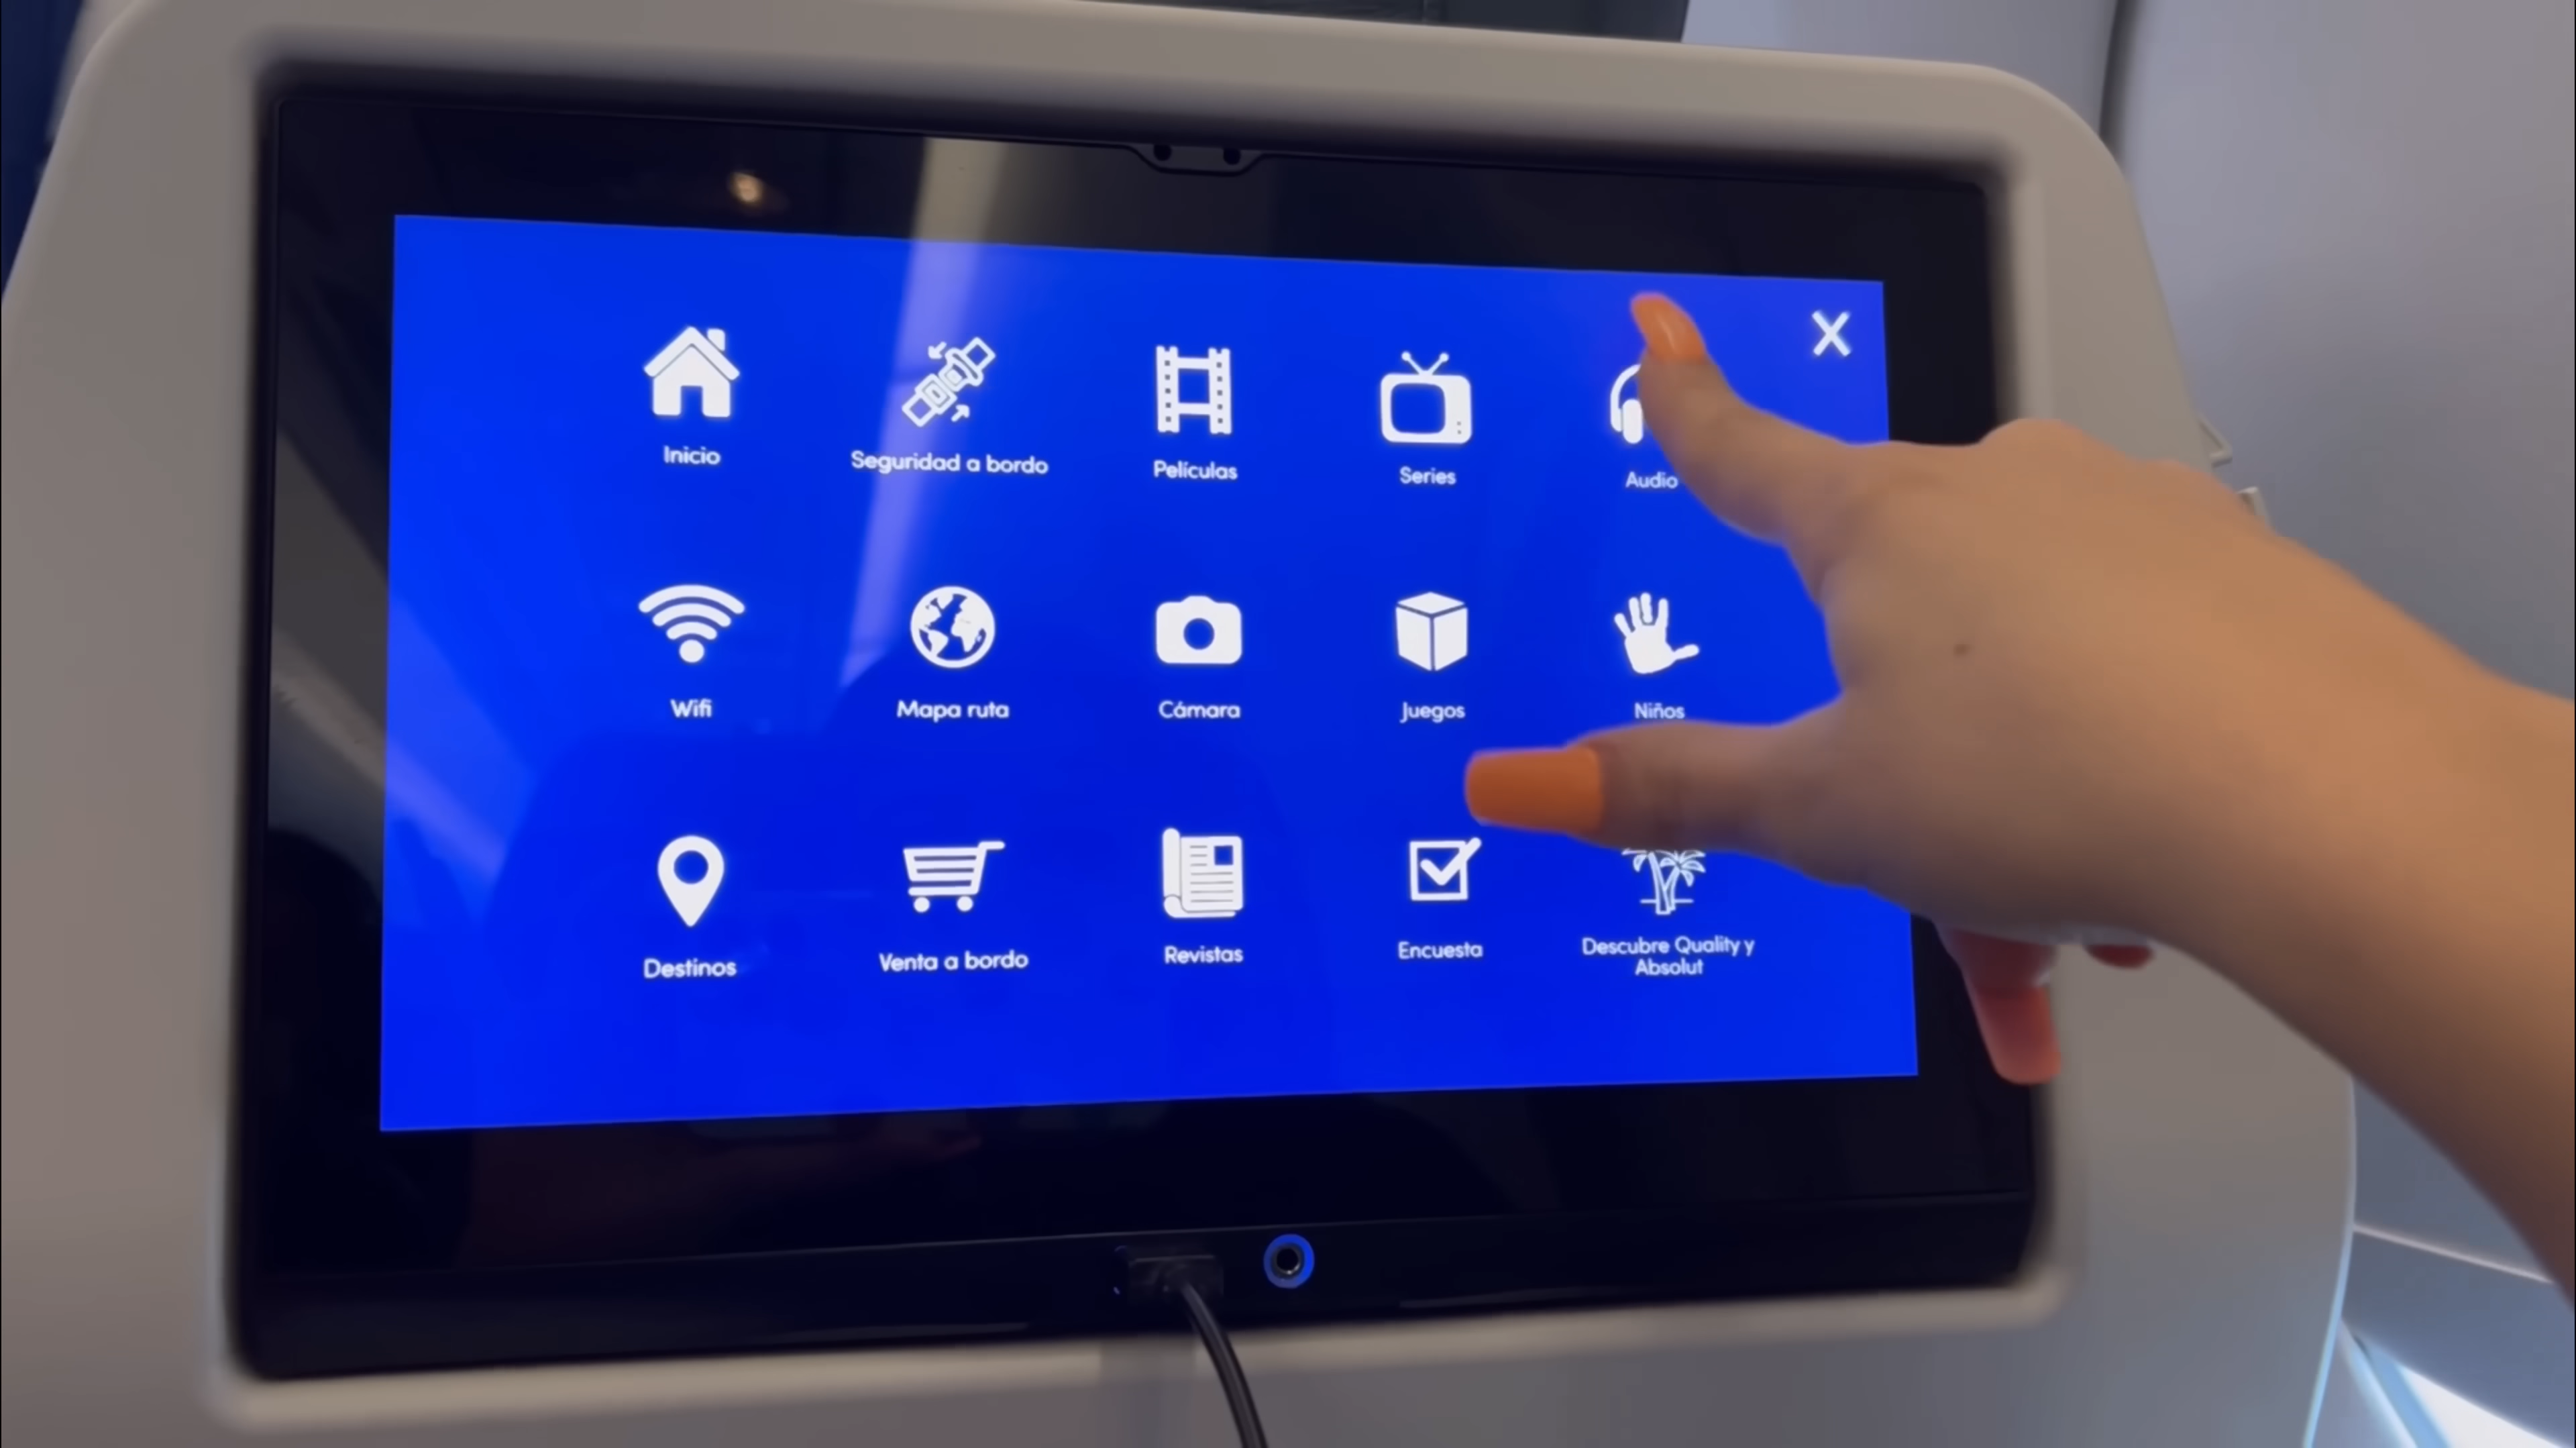 X
Inicio
Seguridad a bordo
Películas
Series
Audio
Wifi
Mapa ruta
Cámara
Juegos
Niños
Destinos
Venta a bordo
Revistas
Encuesta
Descubre Quality y
Absolut